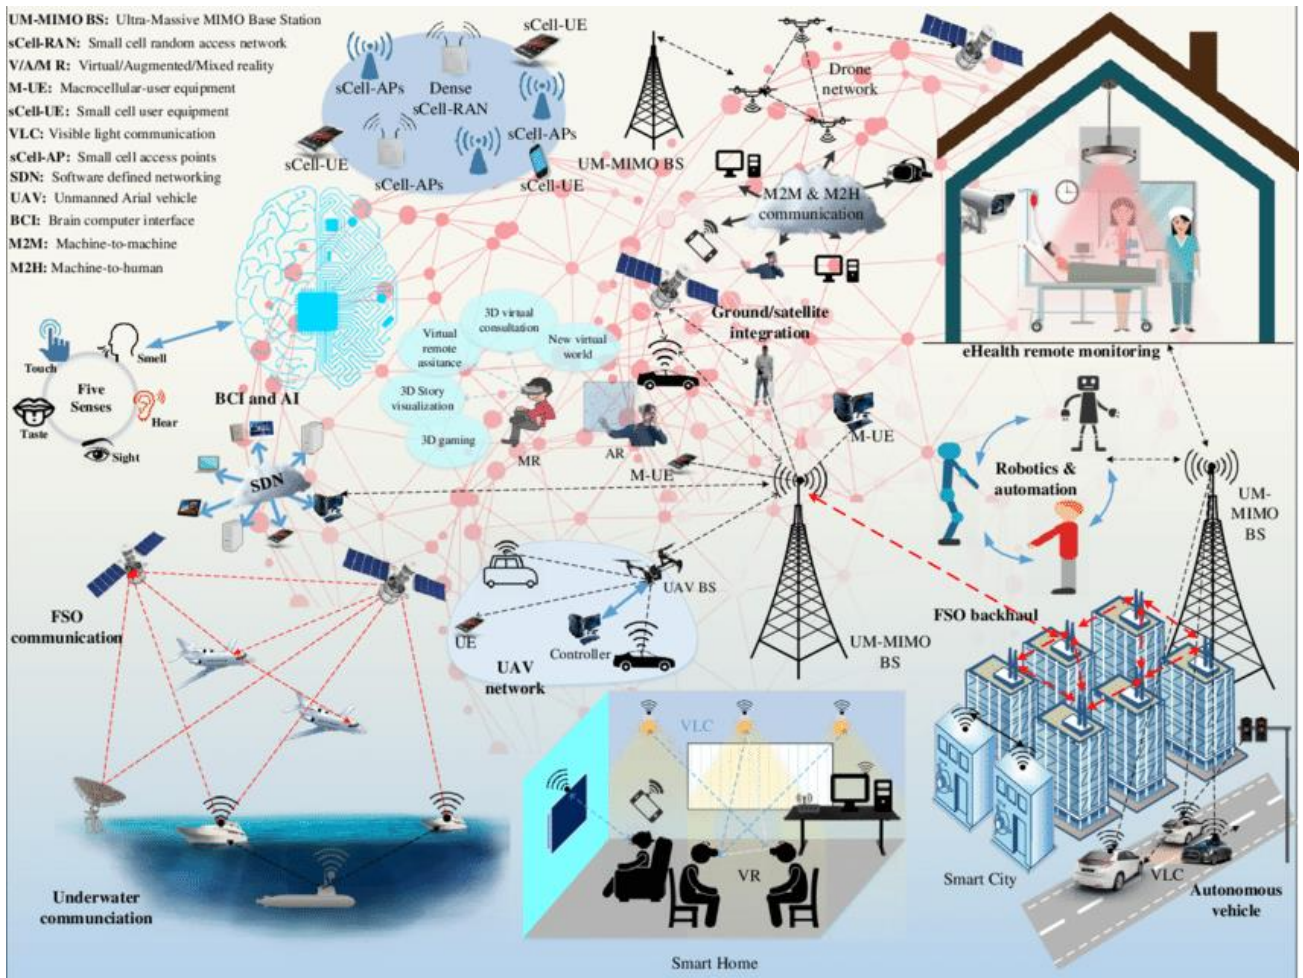 UM-MIMO BS: Ultra-Massive MIMO Base Station
sCell-RAN: Small cell random access network
V/A/M R: Virtual/Augmented/Mixed reality
M-UE: Macrocellular-user equipment
sCell-UE: Small cell user equipment
VLC: Visible light communication
sCell-AP: Small cell access points
SDN: Software defined networking
UAV: Unmanned Arial vehicle
BCI: Brain computer interface
M2M: Machine-to-machine
M2H: Machine-to-human
sCell-UE
sCell-APs
Dense
sCell-RAN
sCell-APs
sCell-UE
sCell-APs
sCell-UE
UM-MIMO BS
Drone
network
M2M & M2H
communication
Ground/satellite
integration
eHealth remote monitoring
Touch
Smell
Five
Senses
Taste
Hear
Sight
BCI and AI
3D virtual
consultation
Virtual
remote
assitance
New virtual
world
3D Story
visualization
3D gaming
MR
AR
M-UE
M-UE
SDN
Robotics &
automation
UM-
MIMO
BS
FSO
communication
UAV BS
UE
Controller
UAV
network
UM-MIMO
BS
FSO backhaul
VLC
VR
Smart Home
Smart City
VLC
Autonomous
vehicle
Underwater
communciation